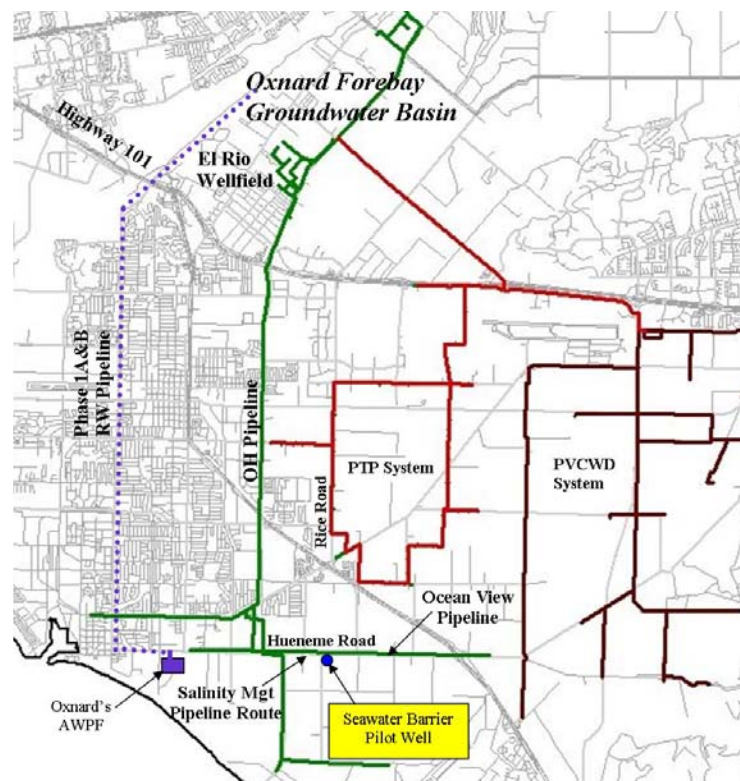 Oxnard Forebay
Groundwater Basin
Highway 101
El Rio
Wellfield
Phase 1A&B
RW Pipeline
OH Pipeline
Rice Road
PTP System
PVCWD
System
Ocean View
Pipeline
Hueneme Road
Salinity Mgt
Pipeline Route
Oxnard's
AWPF
Seawater Barrier
Pilot Well